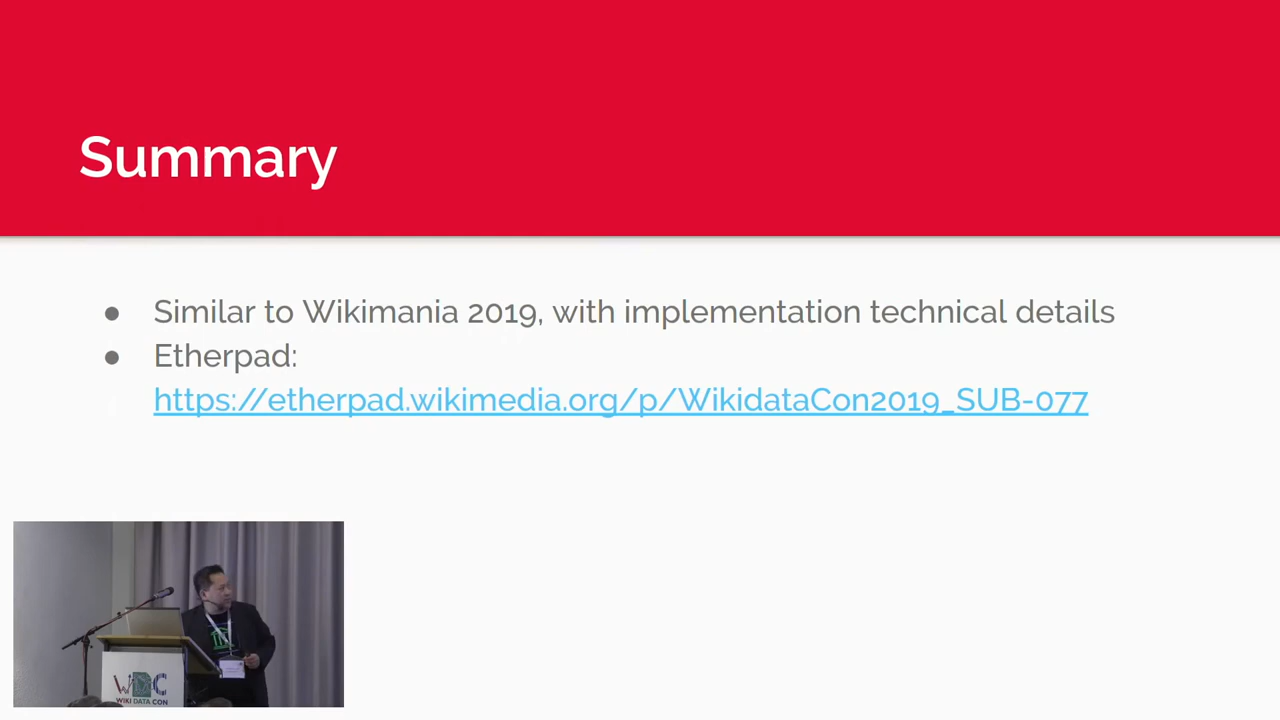 Summary
● Similar to Wikimania 2019, with implementation technical details
● Etherpad:
https://etherpad.wikimedia.org/p/WikidataCon2019_SUB-077
WDC
WIKI DATA CON